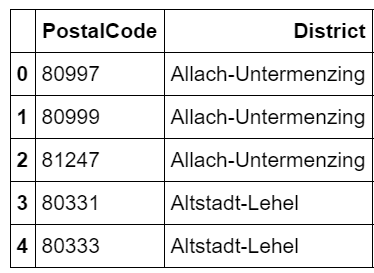 PostalCode District
0 80997 Allach-Untermenzing
1 80999 Allach-Untermenzing
2 81247 Allach-Untermenzing
3 80331 Altstadt-Lehel
4 80333 Altstadt-Lehel